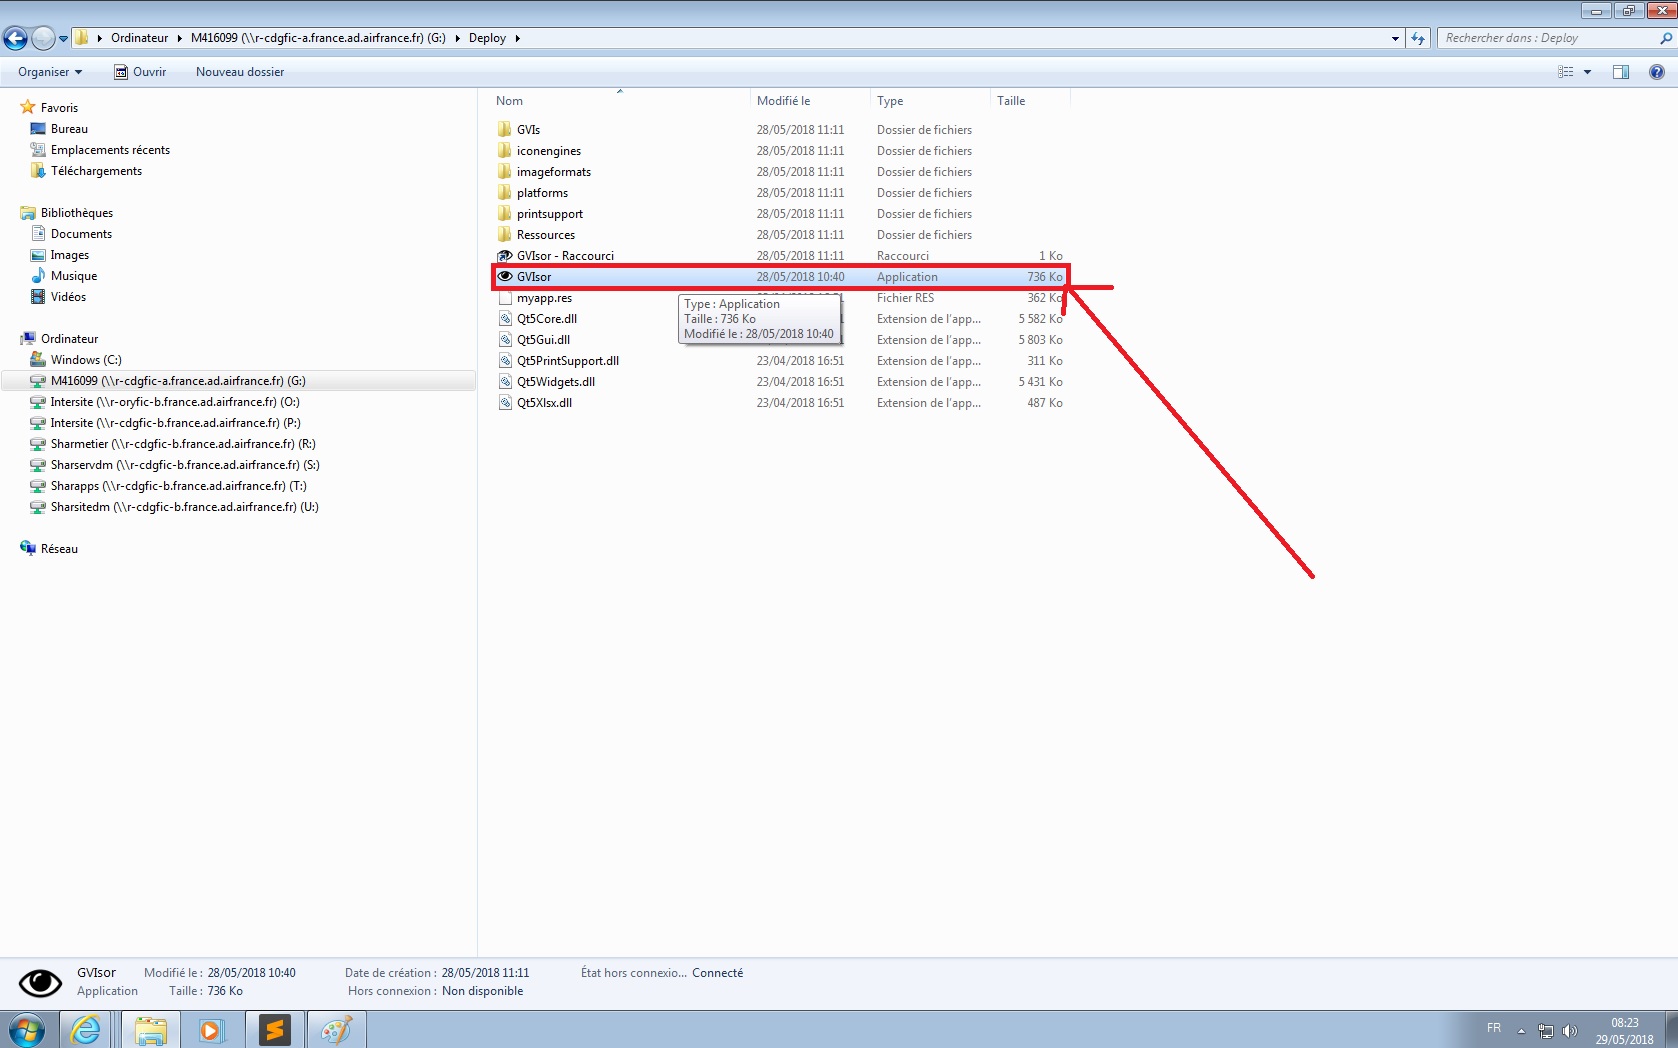 Ordinateur M416099 (\\r-cdgfic-a.france.ad.airfrance.fr) (G:) Deploy
Rechercher dans : Deploy
Organiser Ouvrir Nouveau dossier
Favoris
Bureau
Emplacements récents
Téléchargements
Bibliothèques
Documents
Images
Musique
Vidéos
Ordinateur
Windows (C:)
M416099 (\\r-cdgfic-a.france.ad.airfrance.fr) (G:)
Intersite (\\r-oryfic-b.france.ad.airfrance.fr) (O:)
Intersite (\\r-cdgfic-b.france.ad.airfrance.fr) (P:)
Sharmetier (\\r-cdgfic-b.france.ad.airfrance.fr) (R:)
Sharservdm (\\r-cdgfic-b.france.ad.airfrance.fr) (S:)
Sharapps (\\r-cdgfic-b.france.ad.airfrance.fr) (T:)
Sharsitedm (\\r-cdgfic-b.france.ad.airfrance.fr) (U:)
Réseau
Nom Modifié le Type Taille
GVIs 28/05/2018 11:11 Dossier de fichiers
iconengines 28/05/2018 11:11 Dossier de fichiers
imageformats 28/05/2018 11:11 Dossier de fichiers
platforms 28/05/2018 11:11 Dossier de fichiers
printsupport 28/05/2018 11:11 Dossier de fichiers
Ressources 28/05/2018 11:11 Dossier de fichiers
GVIsor - Raccourci 28/05/2018 11:11 Raccourci 1 Ko
GVIsor 28/05/2018 10:40 Application 736 Ko
myapp.res Fichier RES 362 Ko
Qt5Core.dll Extension de l'app... 5 582 Ko
Qt5Gui.dll Extension de l'app... 5 803 Ko
Qt5PrintSupport.dll 23/04/2018 16:51 Extension de l'app... 311 Ko
Qt5Widgets.dll 23/04/2018 16:51 Extension de l'app... 5 431 Ko
Qt5Xlsx.dll 23/04/2018 16:51 Extension de l'app... 487 Ko
Type : Application
Taille : 736 Ko
Modifié le : 28/05/2018 10:40
GVIsor Modifié le : 28/05/2018 10:40 Date de création : 28/05/2018 11:11 État hors connexio... Connecté
Application Taille : 736 Ko Hors connexion : Non disponible
FR
08:23
29/05/2018